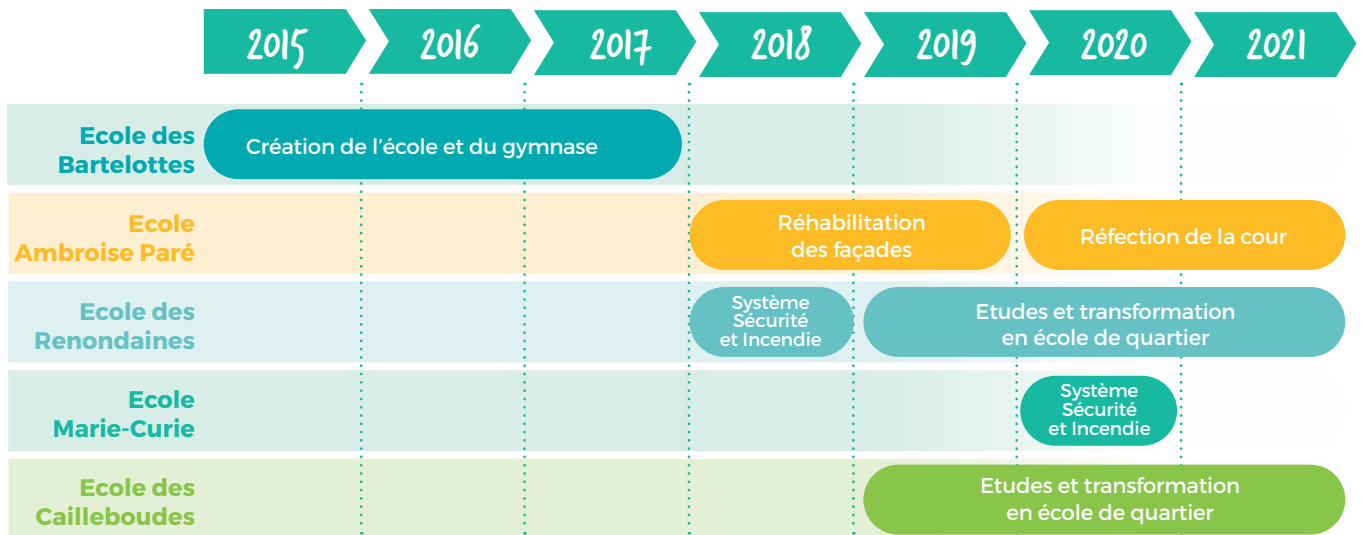 2015 2016 2017 2018 2019 2020 2021
Ecole des
Bartelottes
Création de l'école et du gymnase
Ecole
Ambroise Paré
Réhabilitation
des façades
Réfection de la cour
Ecole des
Renondaines
Système
Sécurité
et Incendie
Etudes et transformation
en école de quartier
Ecole
Marie-Curie
Système
Sécurité
et Incendie
Ecole des
Cailleboudes
Etudes et transformation
en école de quartier